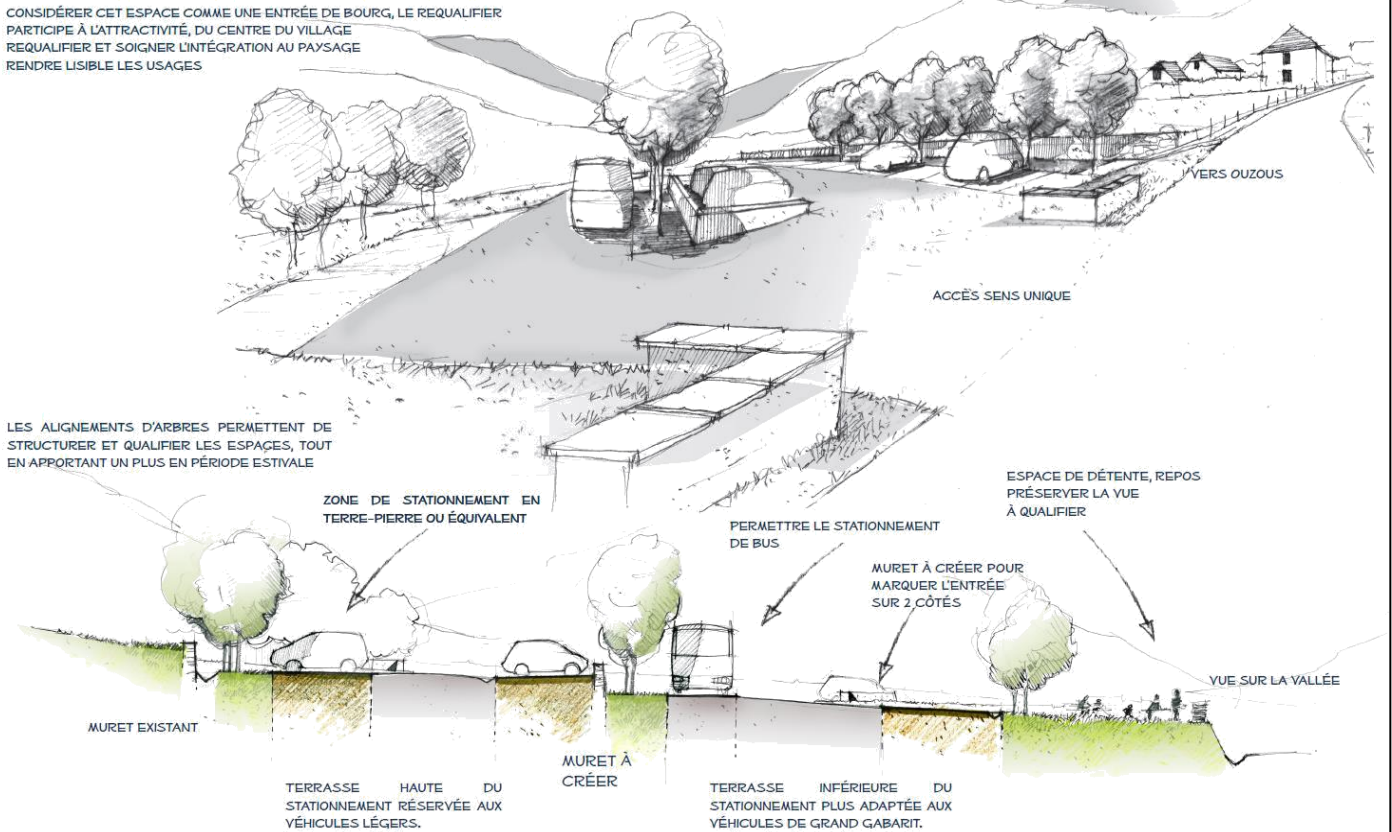 CONSIDÉRER CET ESPACE COMME UNE ENTRÉE DE BOURG, LE REQUALIFIER
PARTICIPE À L'ATTRACTIVITÉ, DU CENTRE DU VILLAGE
REQUALIFIER ET SOIGNER L'INTÉGRATION AU PAYSAGE
RENDRE LISIBLE LES USAGES
VERS OUZOUS
ACCÈS SENS UNIQUE
LES ALIGNEMENTS D'ARBRES PERMETTENT DE
STRUCTURER ET QUALIFIER LES ESPACES, TOUT
EN APPORTANT UN PLUS EN PÉRIODE ESTIVALE
ZONE DE STATIONNEMENT EN
TERRE-PIERRE OU ÉQUIVALENT
PERMETTRE LE STATIONNEMENT
DE BUS
ESPACE DE DÉTENTE, REPOS
PRÉSERVER LA VUE
À QUALIFIER
MURET À CRÉER POUR
MARQUER L'ENTRÉE
SUR 2 CÔTÉS
VUE SUR LA VALLÉE
MURET EXISTANT
MURET À
CRÉER
TERRASSE HAUTE DU
STATIONNEMENT RÉSERVÉE AUX
VÉHICULES LÉGERS.
TERRASSE INFÉRIEURE DU
STATIONNEMENT PLUS ADAPTÉE AUX
VÉHICULES DE GRAND GABARIT.